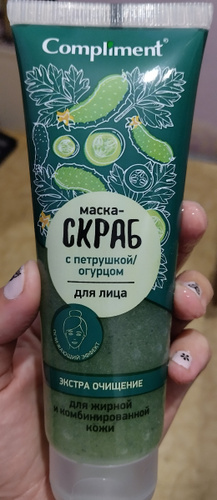 Compliment®
маска-
СКРАБ
с петрушкой/
огурцом
для лица
ЭКСТРА ОЧИЩЕНИЕ
для жирной
и комбинированной
кожи